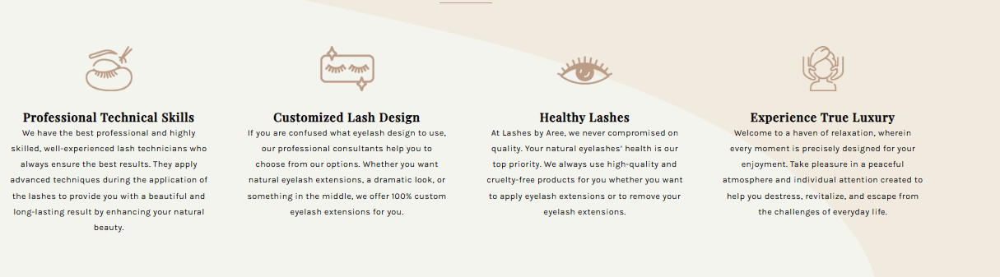 Professional Technical Skills
We have the best professional and highly
skilled, well-experienced lash technicians who
always ensure the best results. They apply
advanced techniques during the application of
the lashes to provide you with a beautiful and
long-lasting result by enhancing your natural
beauty.
Customized Lash Design
If you are confused what eyelash design to use,
our professional consultants help you to
choose from our options. Whether you want
natural eyelash extensions, a dramatic look, or
something in the middle, we offer 100% custom
eyelash extensions for you.
Healthy Lashes
At Lashes by Aree, we never compromised on
quality. Your natural eyelashes' health is our
top priority. We always use high-quality and
cruelty-free products for you whether you want
to apply eyelash extensions or to remove your
eyelash extensions.
Experience True Luxury
Welcome to a haven of relaxation, wherein
every moment is precisely designed for your
enjoyment. Take pleasure in a peaceful
atmosphere and individual attention created to
help you destress, revitalize, and escape from
the challenges of everyday life.